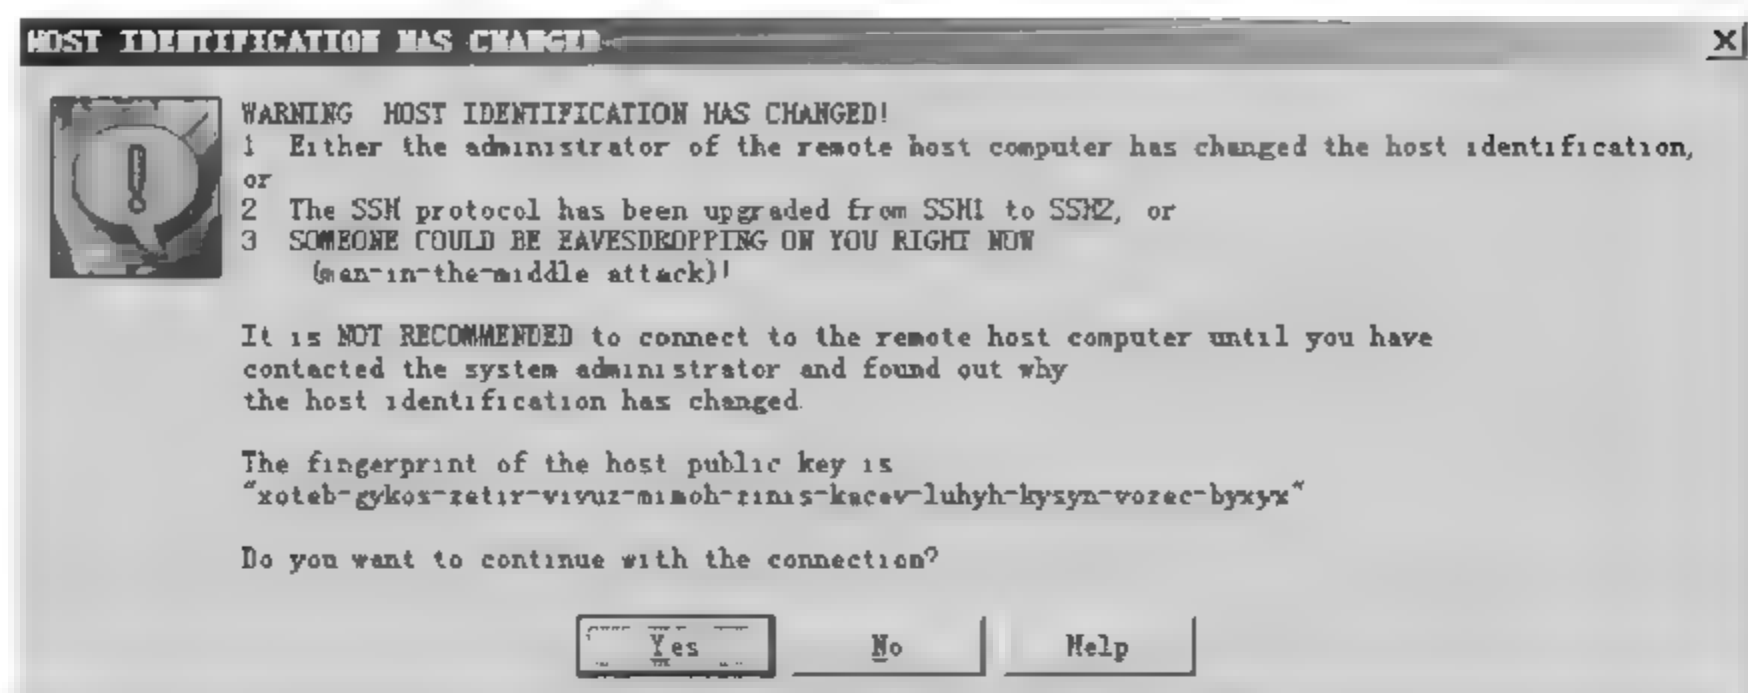 HOST IDENTIFICATION HAS CHANGED
WARNING HOST IDENTIFICATION HAS CHANGED!
1 Either the administrator of the remote host computer has changed the host identification,
or
2 The SSH protocol has been upgraded from SSH1 to SSH2, or
3 SOMEONE COULD BE EAVESDROPPING ON YOU RIGHT NOW
(man-in-the-middle attack)!
It is NOT RECOMMENDED to connect to the remote host computer until you have
contacted the system administrator and found out why
the host identification has changed.
The fingerprint of the host public key is
"xoteb-gykos-zetir-vivuz-mimoh-zinis-kacev-luhyh-kysyn-vozec-byxyx"
Do you want to continue with the connection?
Yes No Help